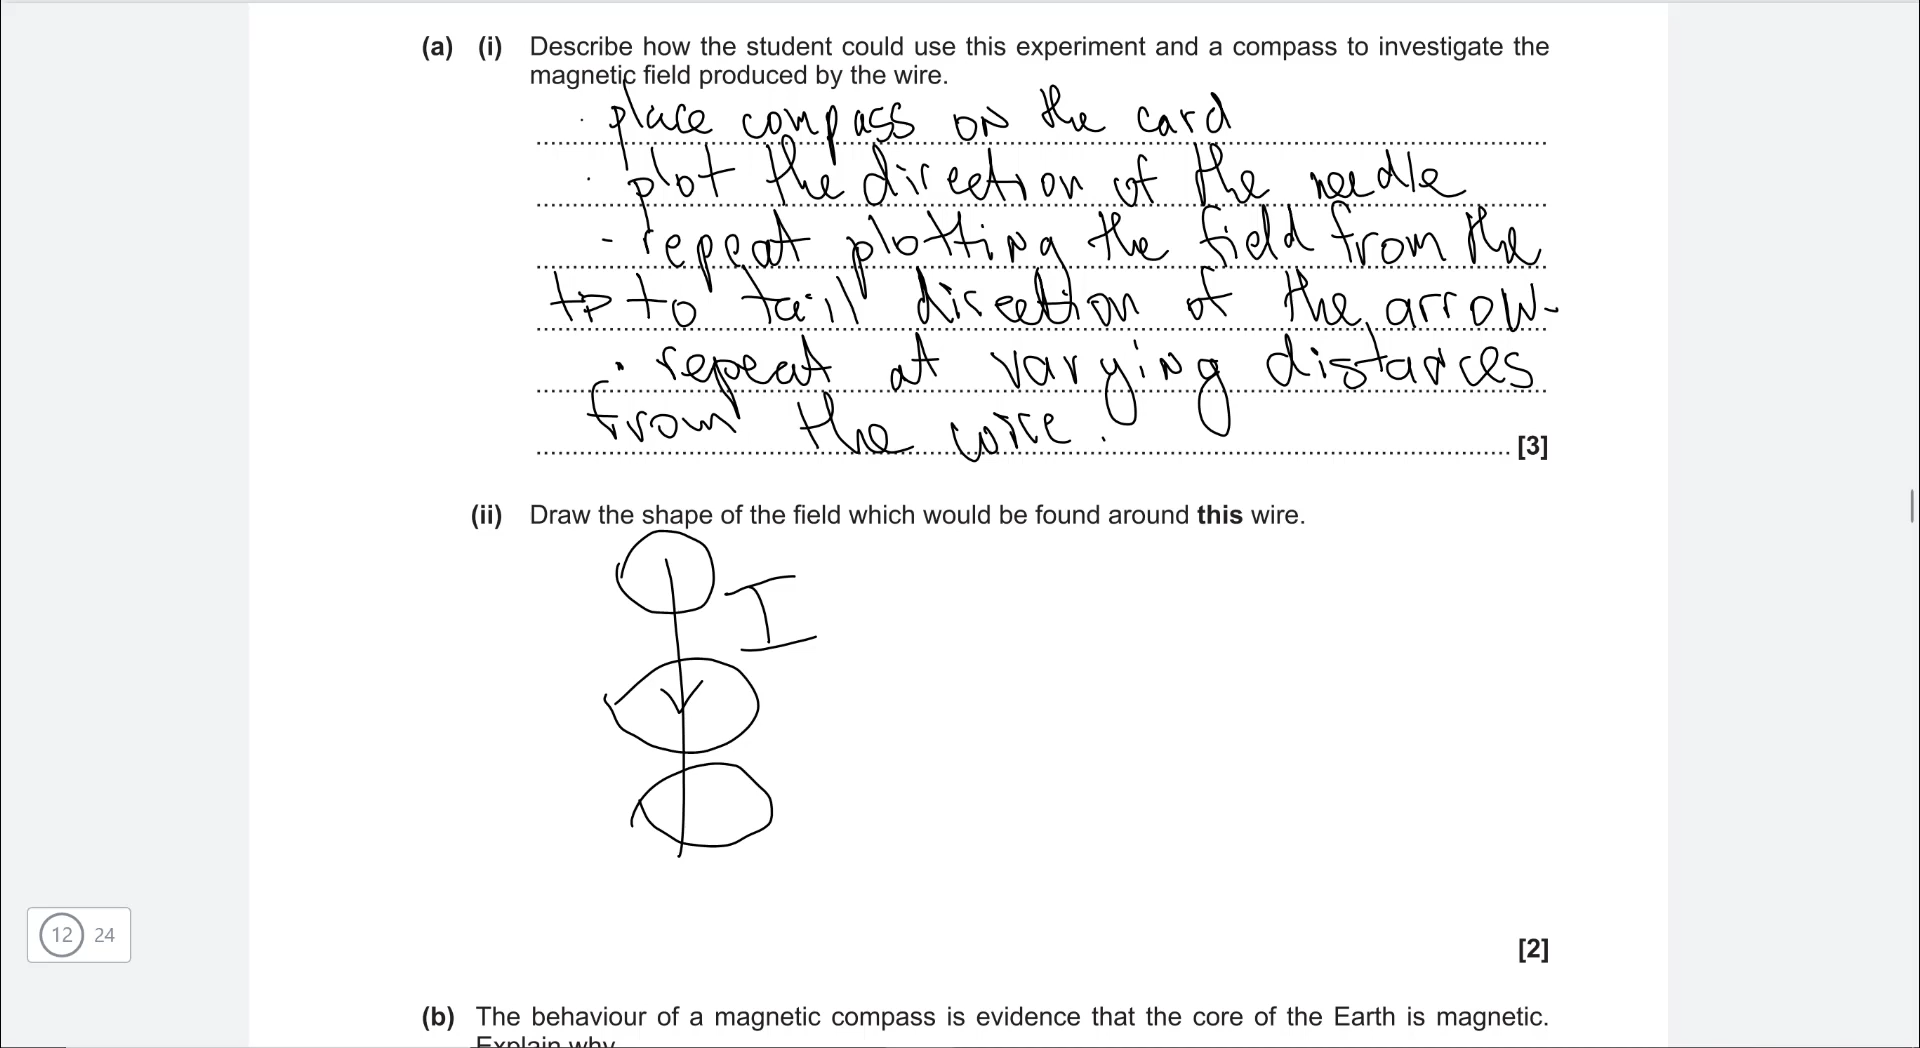 (a) (i) Describe how the student could use this experiment and a compass to investigate the
magnetic field produced by the wire.
· place compass on the card
· plot the direction of the needle
- repeat plotting the field from the
tip to tail direction of the arrow.
· repeat at varying distances
from the wire.
[3]
(ii) Draw the shape of the field which would be found around this wire.
I
[2]
(b) The behaviour of a magnetic compass is evidence that the core of the Earth is magnetic.
Explain why
12 24